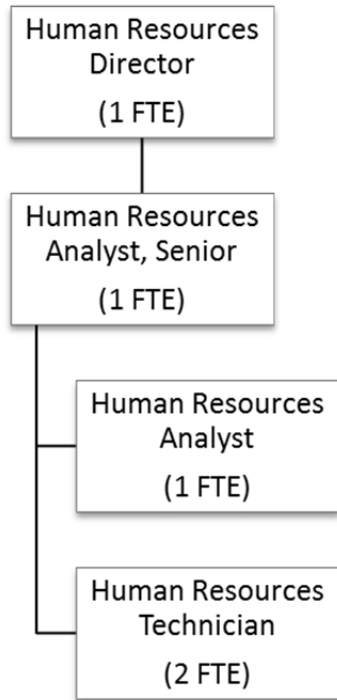 Human Resources
Director
(1 FTE)
Human Resources
Analyst, Senior
(1 FTE)
Human Resources
Analyst
(1 FTE)
Human Resources
Technician
(2 FTE)